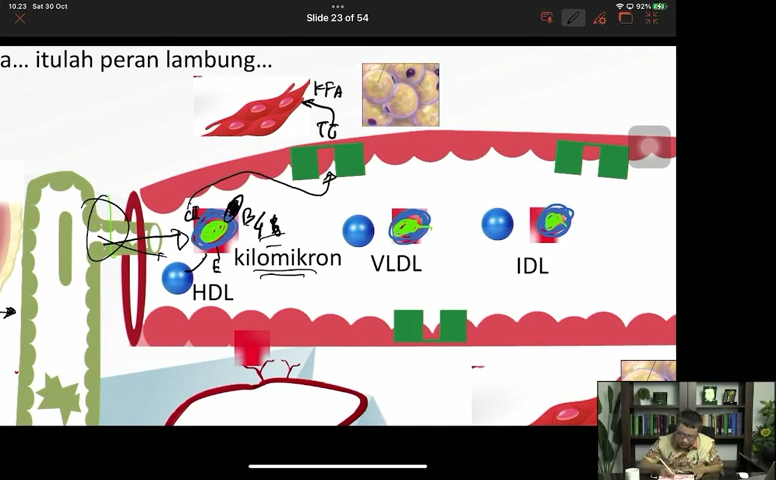 10.23 Sat 30 Oct
92%
Slide 23 of 54
a... itulah peran lambung...
KFA
TG
B48
kilomikron
E
VLDL
IDL
HDL